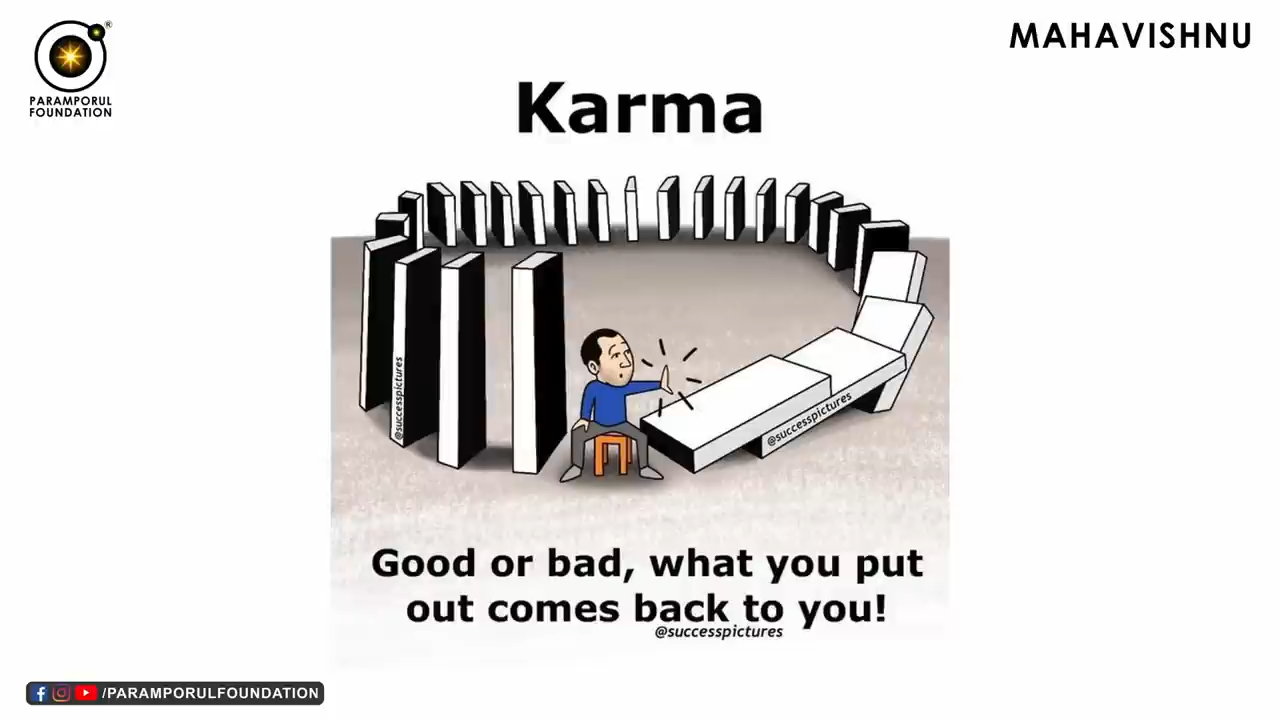 PARAMPORUL
FOUNDATION
®
MAHAVISHNU
Karma
@successpictures
@successpictures
Good or bad, what you put
out comes back to you!
@successpictures
/PARAMPORULFOUNDATION